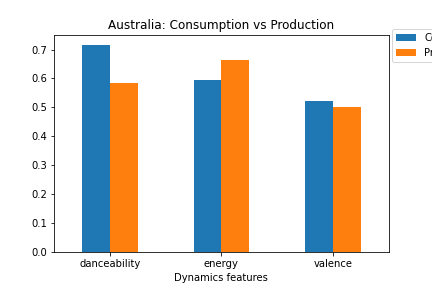 Australia: Consumption vs Production
0.7
0.6
0.5
0.4
0.3
0.2
0.1
0.0
danceability energy valence
Dynamics features